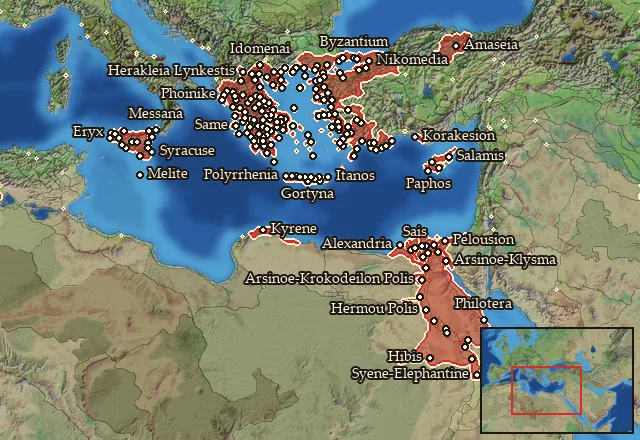 Byzantium
Idomenai
Amaseia
Nikomedia
Herakleia Lynkestis
Phoinike
Messana
Same
Eryx
Korakesion
Syracuse
Salamis
Melite
Polyrrhenia
Itanos
Paphos
Gortyna
Kyrene
Sais
Alexandria
Pelousion
Arsinoe-Klysma
Arsinoe-Krokodeilon Polis
Philotera
Hermou Polis
Hibis
Syene-Elephantine